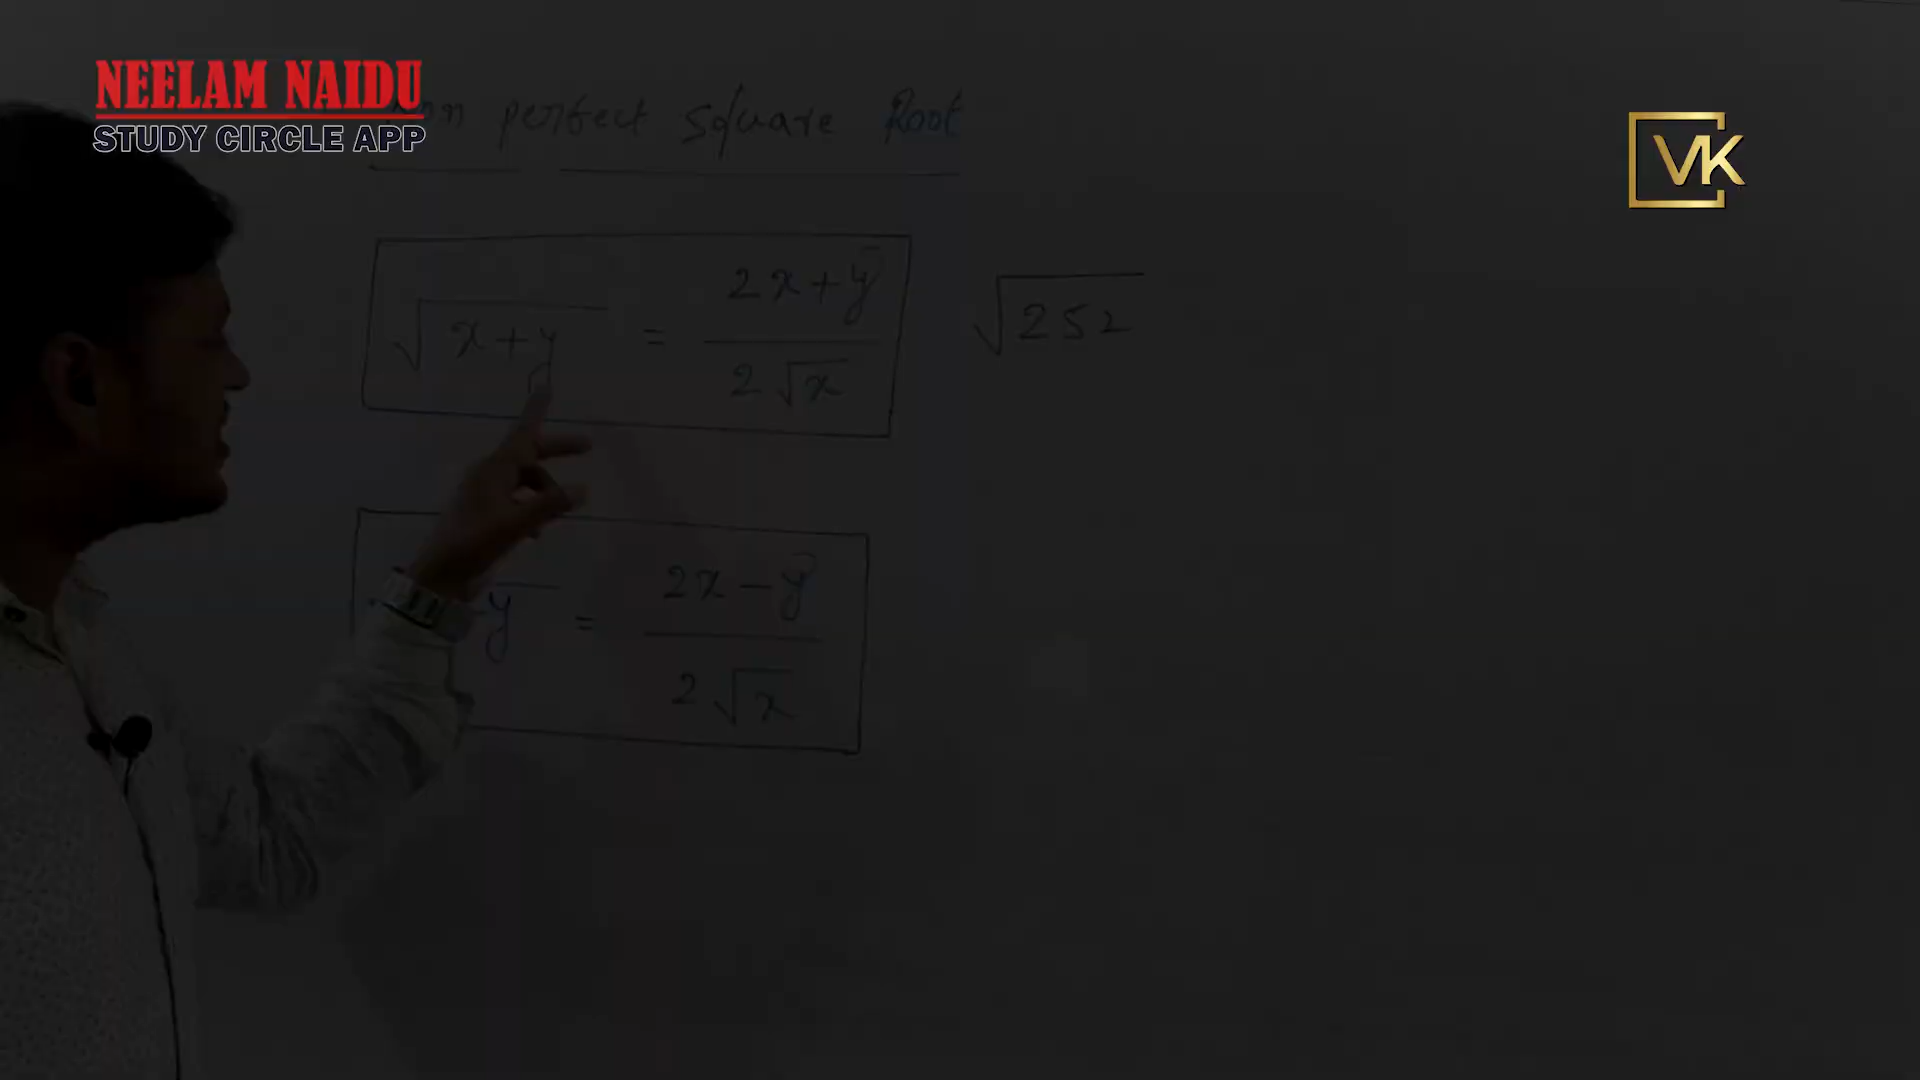 NEELAM NAIDU
STUDY CIRCLE APP
perfect square Root
VK
√x+y = 2x+y / 2√x
√252
y = 2x-y / 2√x